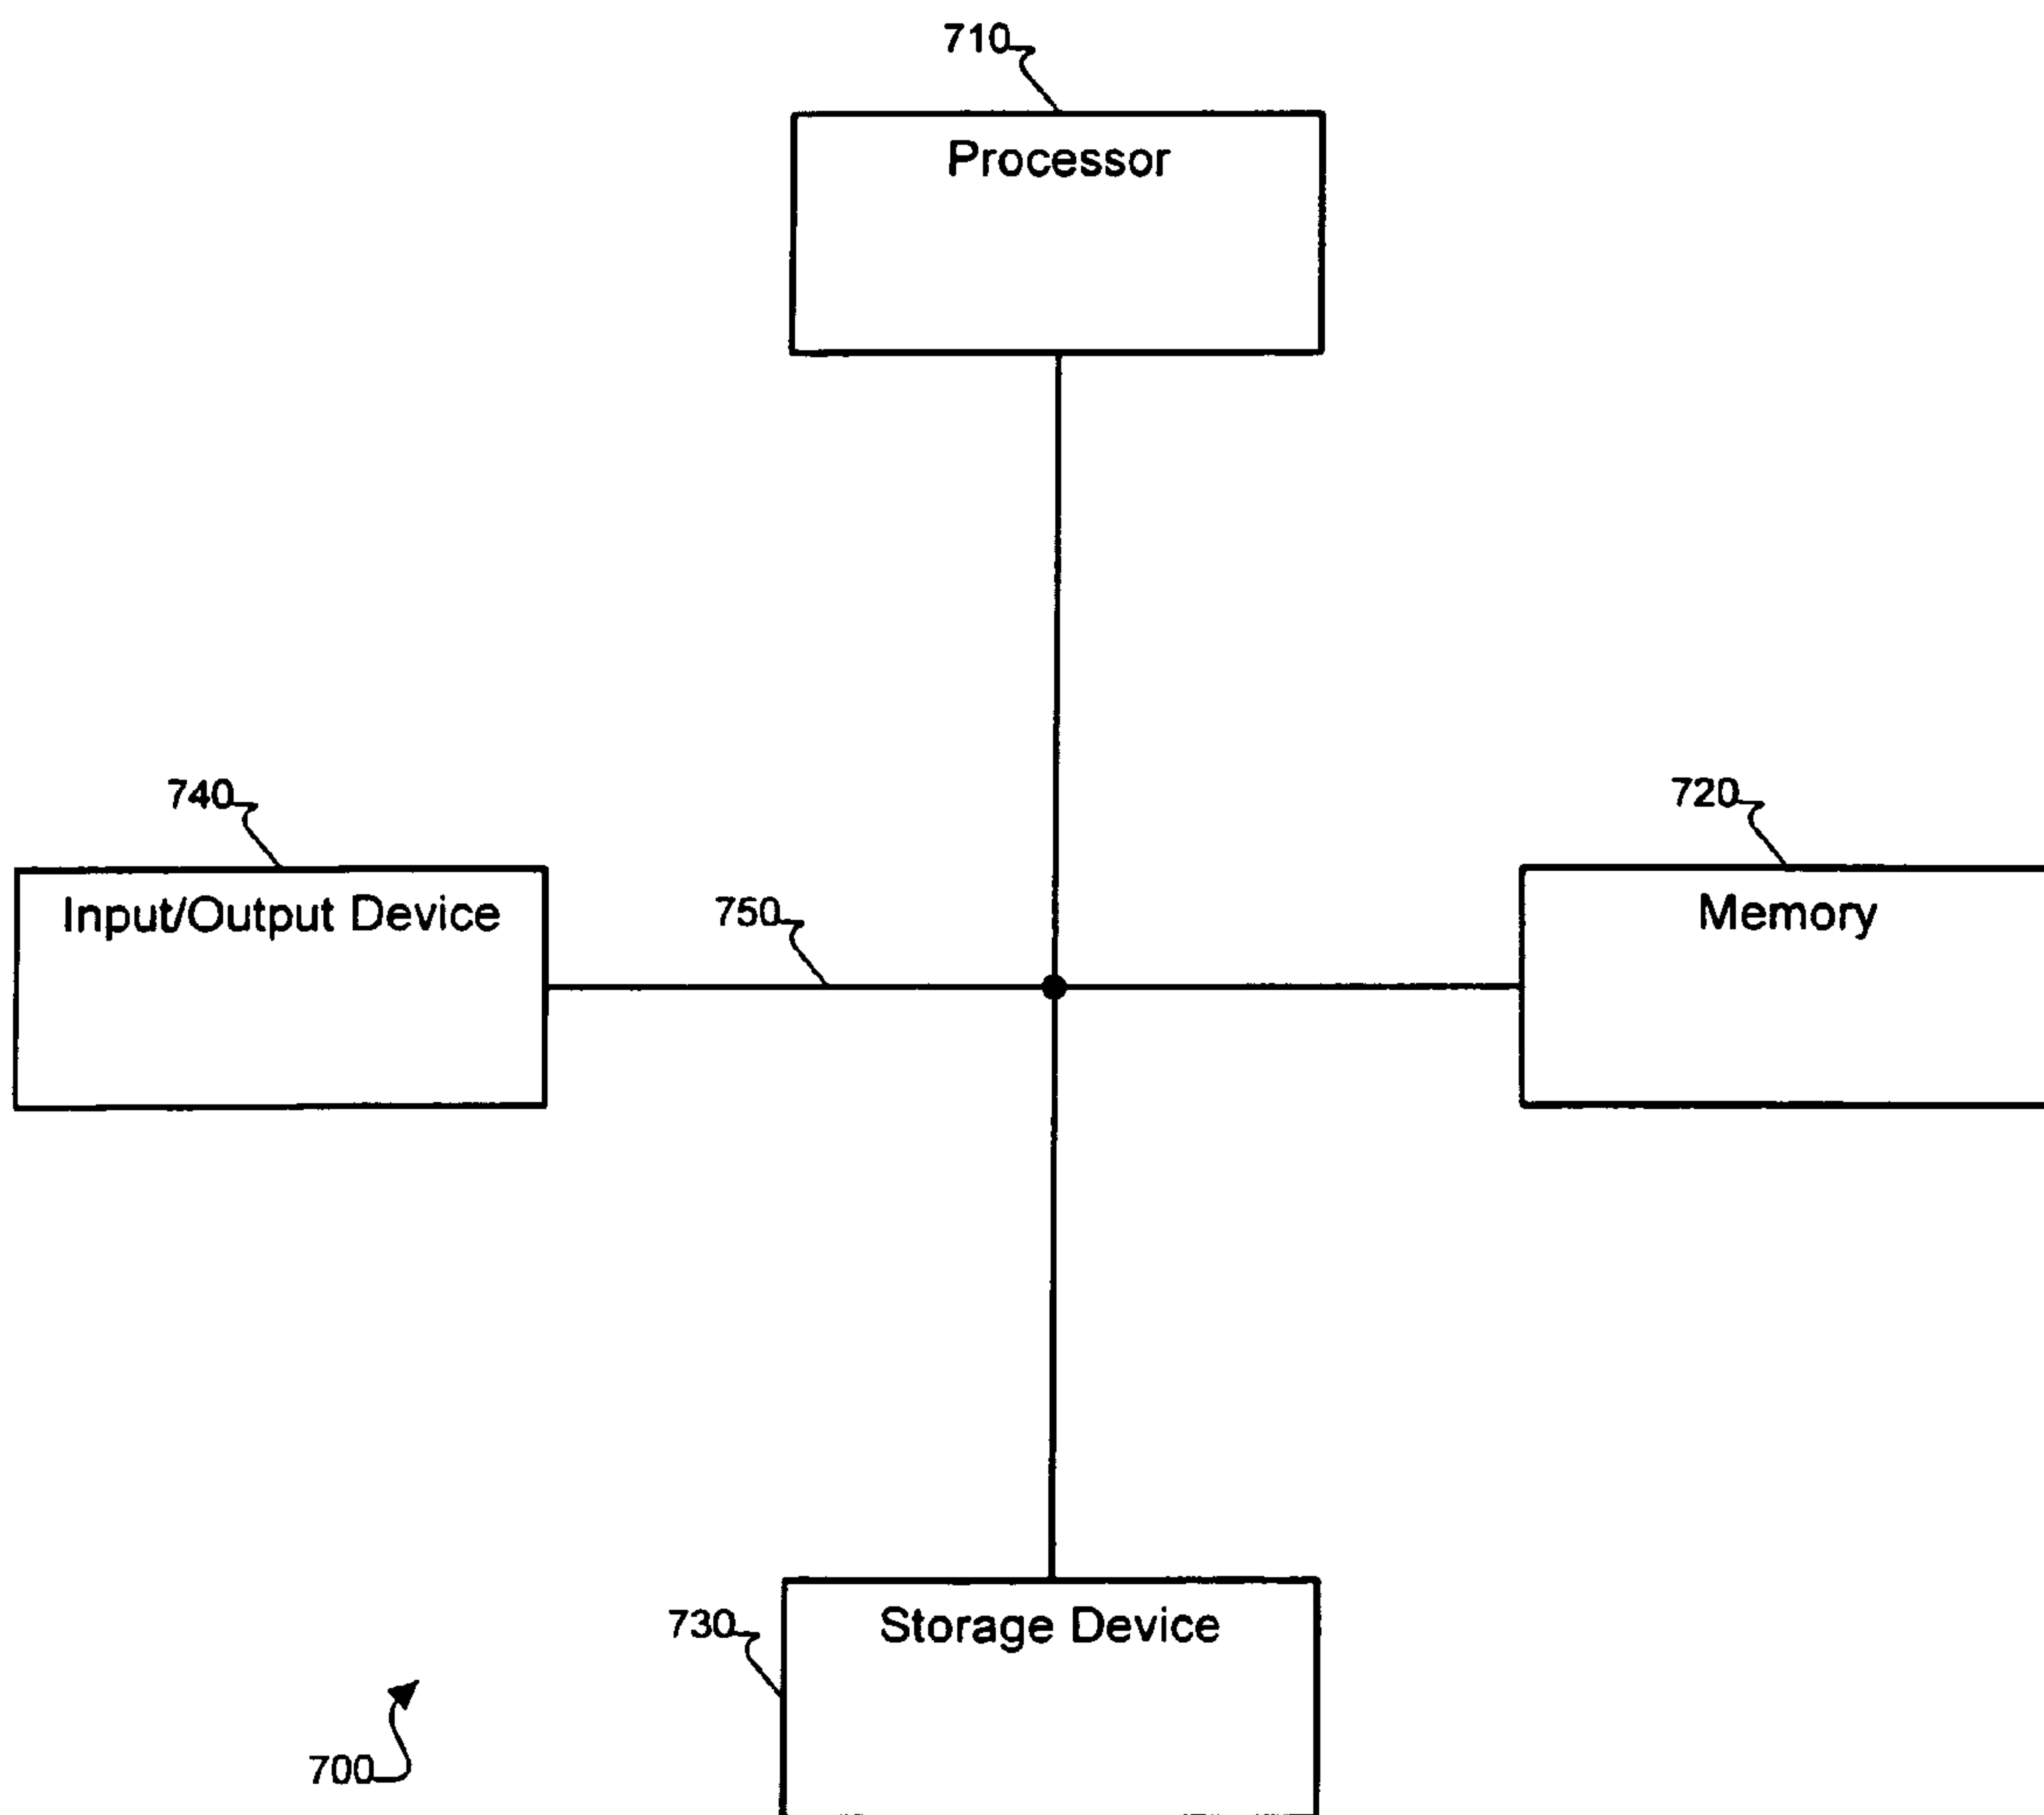 710
Processor
740
720
Input/Output Device
750
Memory
730
Storage Device
700